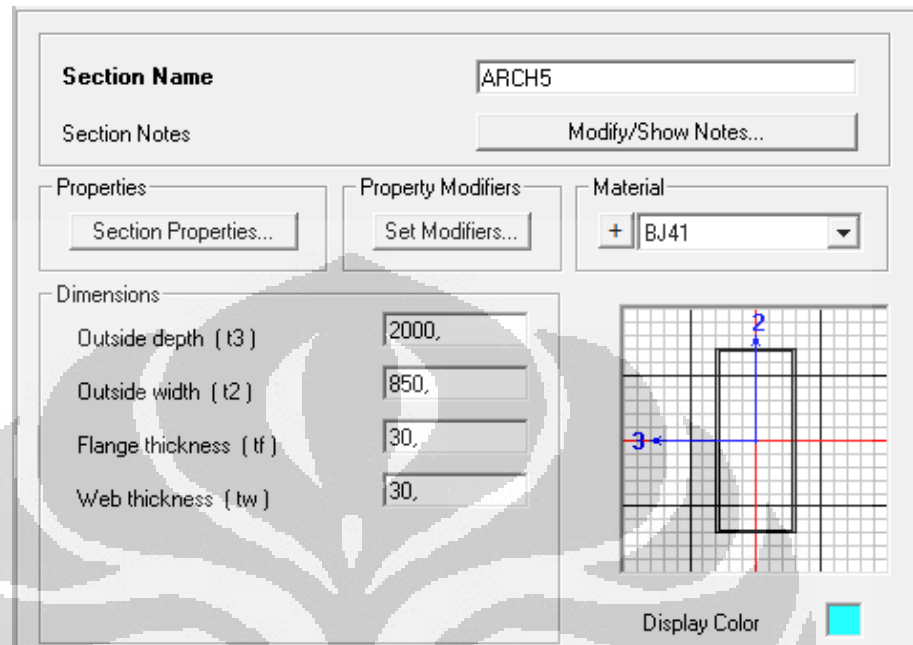 Section Name ARCH5
Section Notes Modify/Show Notes...
Properties Property Modifiers Material
Section Properties... Set Modifiers... + BJ41
Dimensions
Outside depth ( t3 ) 2000,
Outside width ( t2 ) 850,
Flange thickness ( tf ) 30,
Web thickness ( tw ) 30,
2
3
Display Color